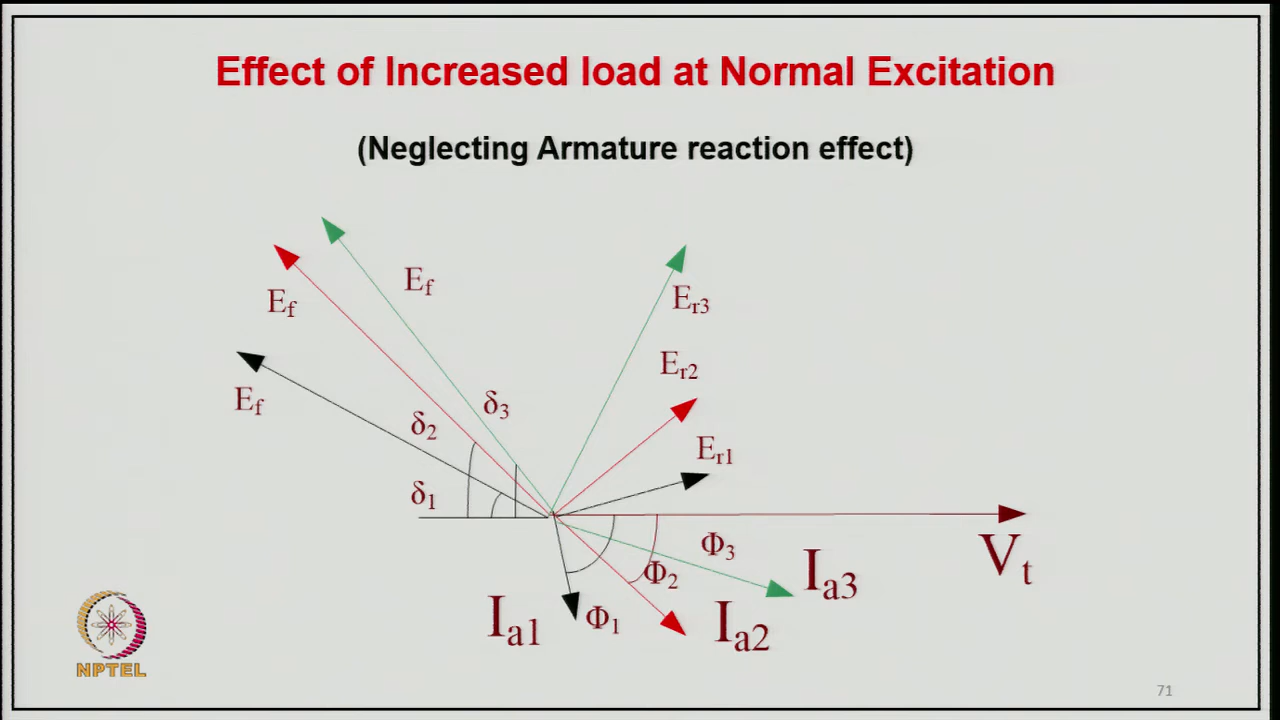 Effect of Increased load at Normal Excitation
(Neglecting Armature reaction effect)
E_f
E_f
E_f
E_r3
E_r2
E_r1
δ_3
δ_2
δ_1
V_t
Φ_3
Φ_2
Φ_1
I_a3
I_a2
I_a1
NPTEL
71